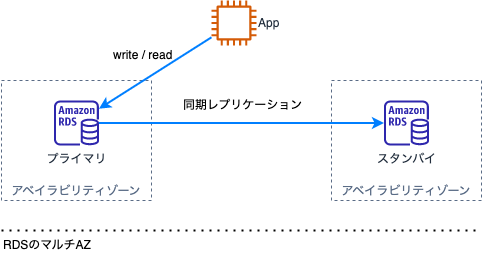 App
write / read
同期レプリケーション
Amazon
RDS
Amazon
RDS
プライマリ
スタンバイ
アベイラビリティゾーン
アベイラビリティゾーン
RDSのマルチAZ